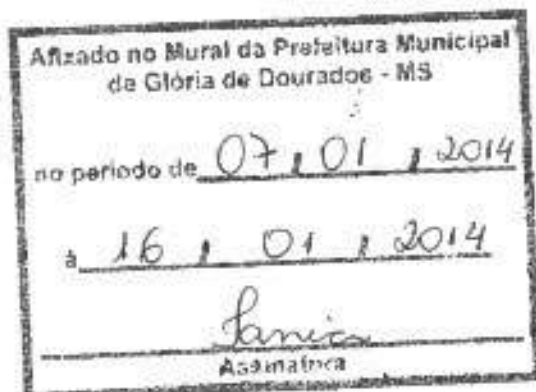 Afixado no Mural da Prefeitura Municipal
de Glória de Dourados - MS
no período de 07, 01, 2014
à 16, 01, 2014
Assinatura